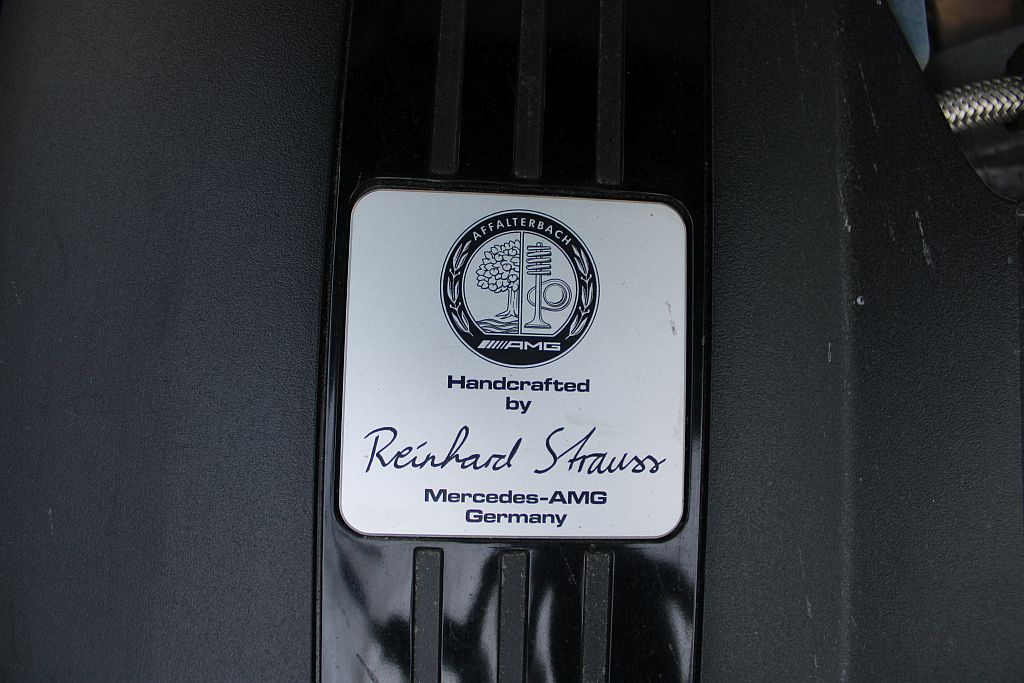 AFFALTERBACH
AMG
Handcrafted
by
Reinhard Strauss
Mercedes-AMG
Germany